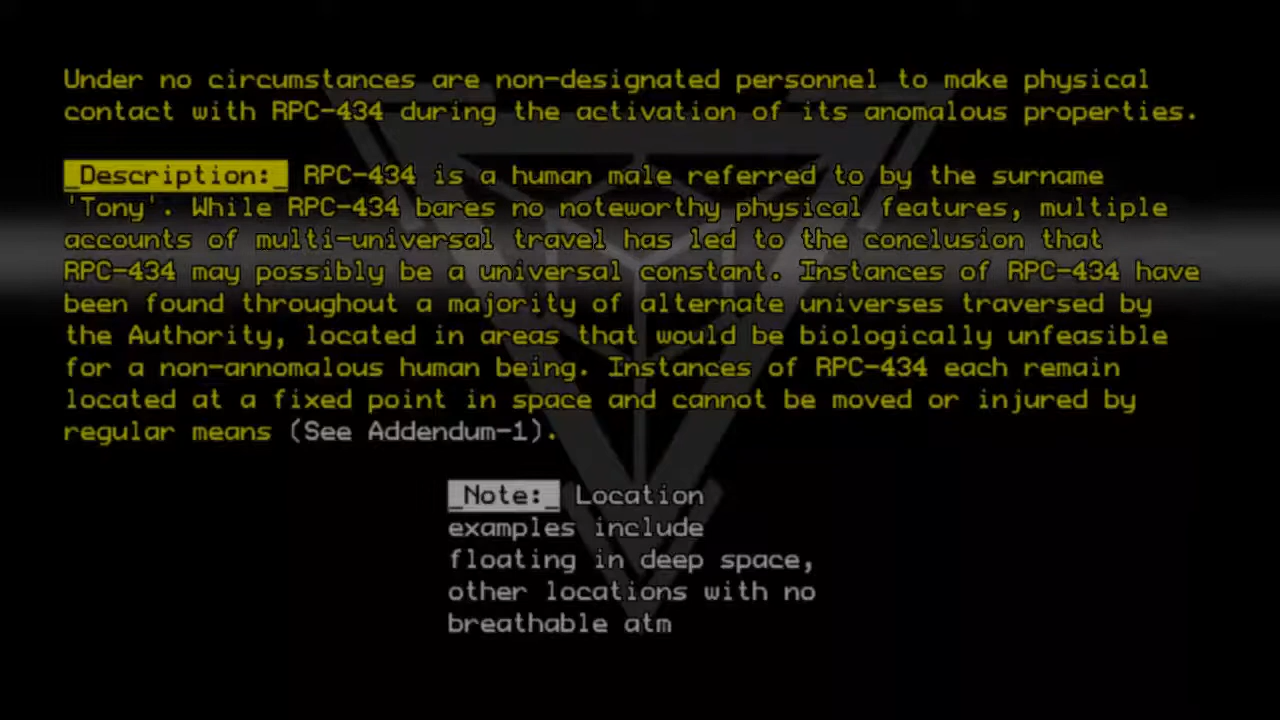 Under no circumstances are non-designated personnel to make physical
contact with RPC-434 during the activation of its anomalous properties.
_Description:_ RPC-434 is a human male referred to by the surname
'Tony'. While RPC-434 bares no noteworthy physical features, multiple
accounts of multi-universal travel has led to the conclusion that
RPC-434 may possibly be a universal constant. Instances of RPC-434 have
been found throughout a majority of alternate universes traversed by
the Authority, located in areas that would be biologically unfeasible
for a non-annomalous human being. Instances of RPC-434 each remain
located at a fixed point in space and cannot be moved or injured by
regular means (See Addendum-1).
_Note:_ Location
examples include
floating in deep space,
other locations with no
breathable atm